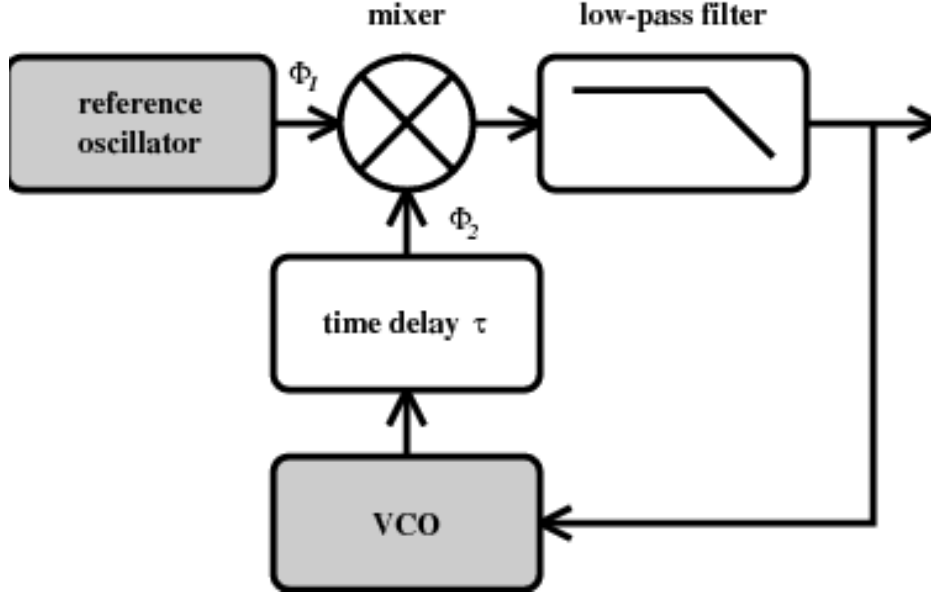 mixer
low-pass filter
reference
oscillator
Φ1
Φ2
time delay τ
VCO